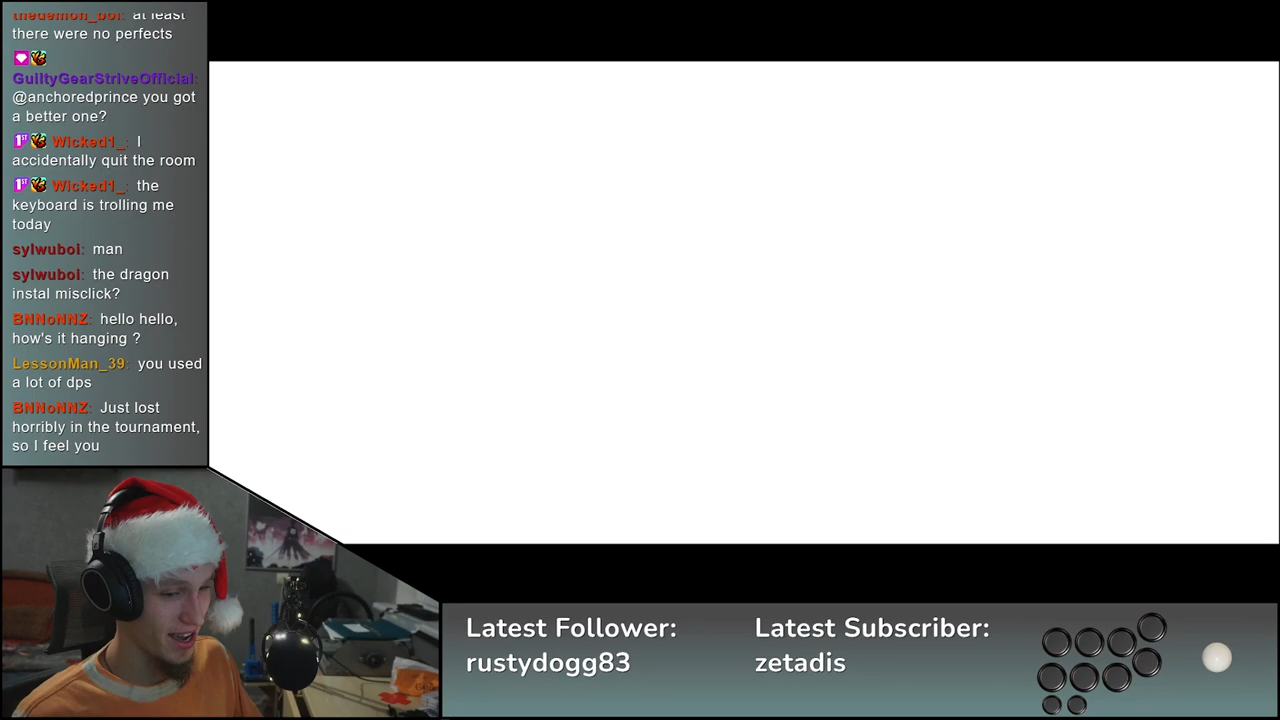 thedemon_boi: at least
there were no perfects
GuiltyGearStriveOfficial:
@anchoredprince you got
a better one?
1ST Wicked1_: I
accidentally quit the room
1ST Wicked1_: the
keyboard is trolling me
today
sylwuboi: man
sylwuboi: the dragon
instal misclick?
BNNoNNZ: hello hello,
how's it hanging ?
LessonMan_39: you used
a lot of dps
BNNoNNZ: Just lost
horribly in the tournament,
so I feel you
Latest Follower:
rustydogg83
Latest Subscriber:
zetadis